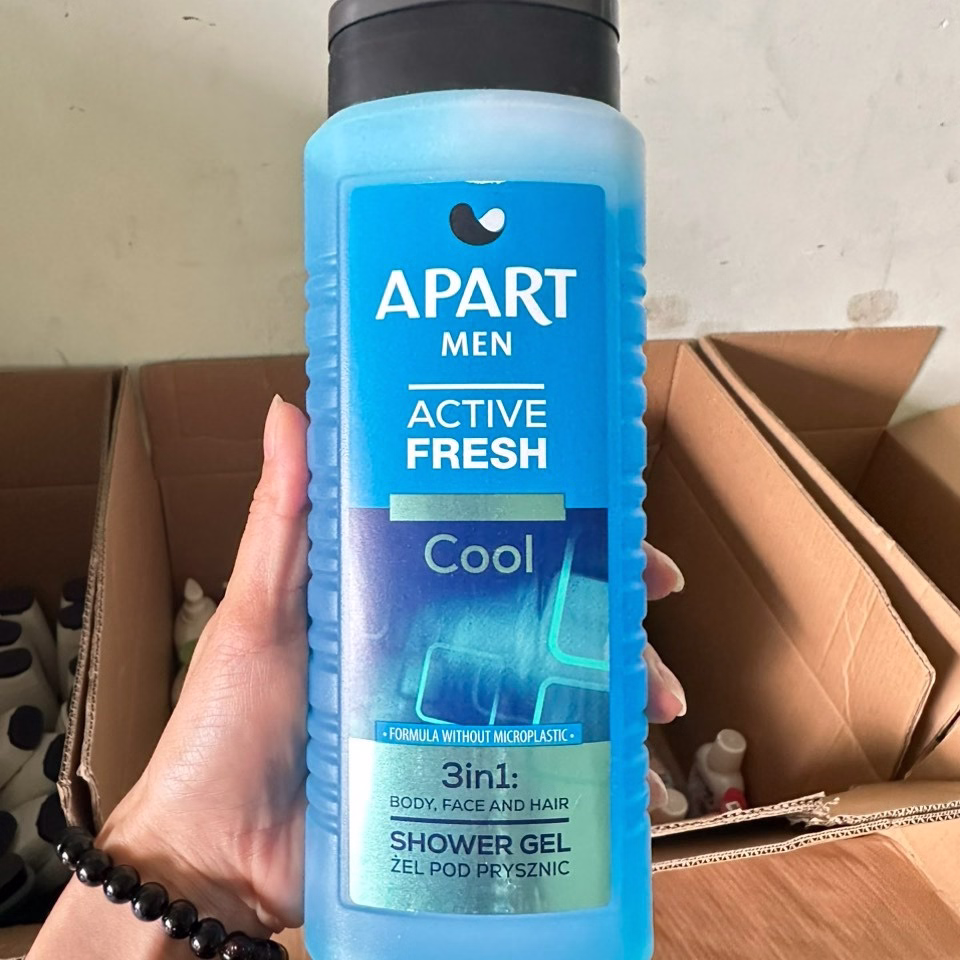 APART
MEN
ACTIVE
FRESH
Cool
• FORMULA WITHOUT MICROPLASTIC •
3in1:
BODY, FACE AND HAIR
SHOWER GEL
ŻEL POD PRYSZNIC